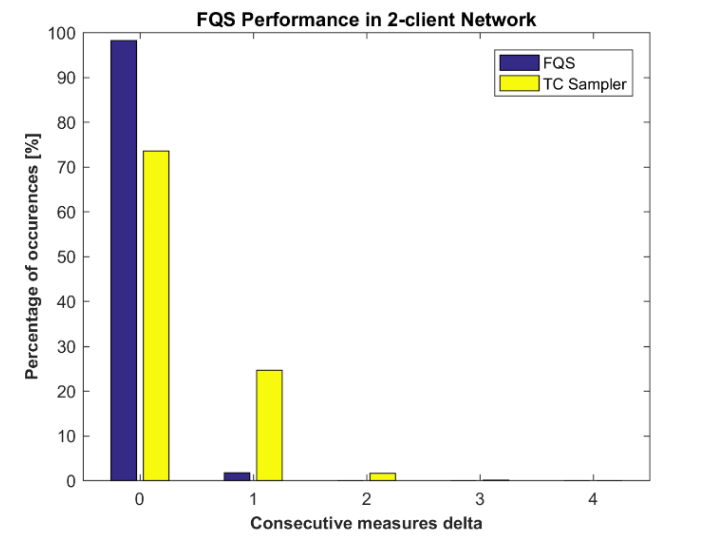 FQS Performance in 2-client Network
100
90
80
70
60
50
40
30
20
10
0
Percentage of occurences [%]
FQS
TC Sampler
0 1 2 3 4
Consecutive measures delta